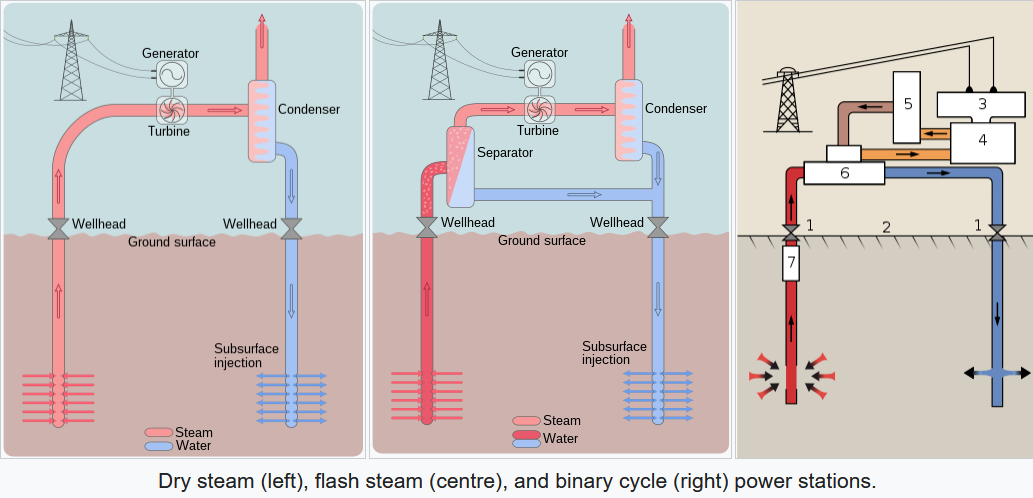 Generator
Turbine
Condenser
Wellhead
Wellhead
Ground surface
Subsurface
injection
Steam
Water
Generator
Turbine
Condenser
Separator
Wellhead
Wellhead
Ground surface
Subsurface
injection
Steam
Water
5
3
4
6
1
2
1
7
Dry steam (left), flash steam (centre), and binary cycle (right) power stations.